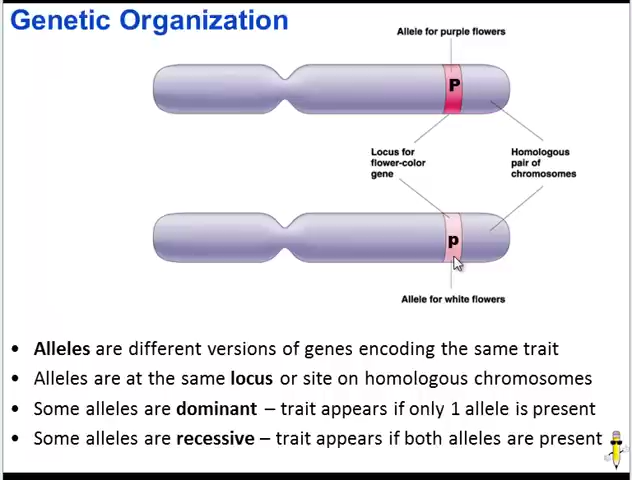 Genetic Organization
Allele for purple flowers
P
Locus for
flower-color
gene
Homologous
pair of
chromosomes
p
Allele for white flowers
• Alleles are different versions of genes encoding the same trait
• Alleles are at the same locus or site on homologous chromosomes
• Some alleles are dominant – trait appears if only 1 allele is present
• Some alleles are recessive – trait appears if both alleles are present